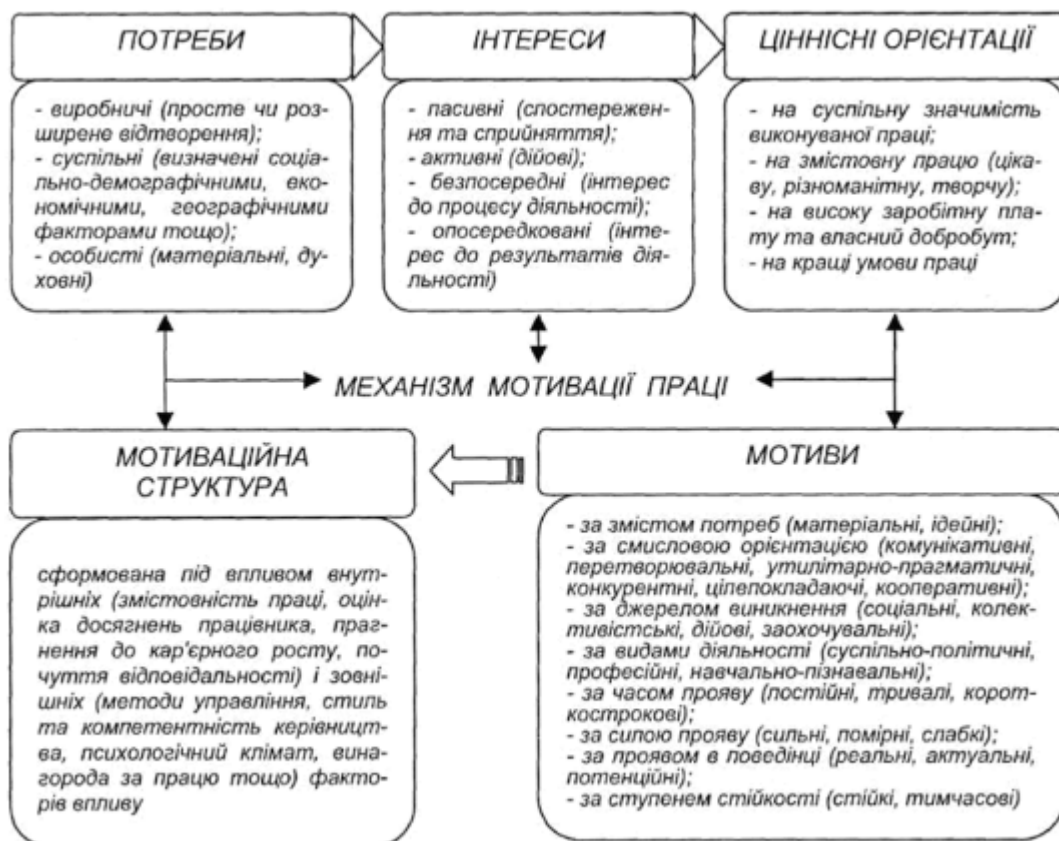 ПОТРЕБИ
- виробничі (просте чи роз-
ширене відтворення);
- суспільні (визначені соціа-
льно-демографічними, еко-
номічними, географічними
факторами тощо);
- особисті (матеріальні, ду-
ховні)
ІНТЕРЕСИ
- пасивні (спостережен-
ня та сприйняття);
- активні (дійові);
- безпосередні (інтерес
до процесу діяльності);
- опосередковані (інте-
рес до результатів дія-
льності)
ЦІННІСНІ ОРІЄНТАЦІЇ
- на суспільну значимість
виконуваної праці;
- на змістовну працю (ціка-
ву, різноманітну, творчу);
- на високу заробітну пла-
ту та власний добробут;
- на кращі умови праці
МЕХАНІЗМ МОТИВАЦІЇ ПРАЦІ
МОТИВАЦІЙНА
СТРУКТУРА
сформована під впливом внут-
рішніх (змістовність праці, оцін-
ка досягнень працівника, праг-
нення до кар'єрного росту, по-
чуття відповідальності) і зовні-
шніх (методи управління, стиль
та компетентність керівницт-
ва, психологічний клімат, вина-
города за працю тощо) факто-
рів впливу
МОТИВИ
- за змістом потреб (матеріальні, ідейні);
- за смисловою орієнтацією (комунікативні,
перетворювальні, утилітарно-прагматичні,
конкурентні, цілепокладаючі, кооперативні);
- за джерелом виникнення (соціальні, колек-
тивістські, дійові, заохочувальні);
- за видами діяльності (суспільно-політичні,
професійні, навчально-пізнавальні);
- за часом прояву (постійні, тривалі, корот-
кострокові);
- за силою прояву (сильні, помірні, слабкі);
- за проявом в поведінці (реальні, актуальні,
потенційні);
- за ступенем стійкості (стійкі, тимчасові)